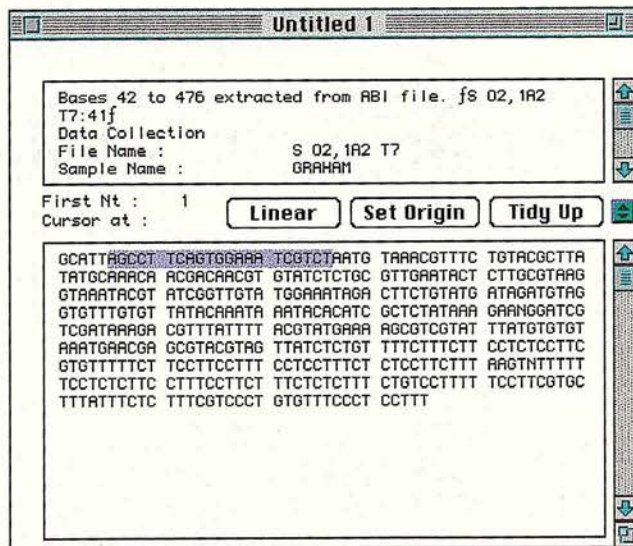 Untitled 1
Bases 42 to 476 extracted from ABI file. ƒS 02,1A2
T7:41ƒ
Data Collection
File Name : S 02,1A2 T7
Sample Name : GRAHAM
First Nt : 1
Cursor at :
Linear Set Origin Tidy Up
GCATTAGCCT TCAGTGGAAA TCGTCTAATG TAAACGTTTC TGTACGCTTA
TATGCAAACA ACGACAACGT GTATCTCTGC GTTGAATACT CTTGCGTAAG
GTAAATACGT ATCGGTTGTA TGGAAATAGA CTTCTGTATG ATAGATGTAG
GTGTTTGTGT TATACAAATA AATACACATC GCTCTATAAA GAANGGATCG
TCGATAAAGA CGTTTATTTT ACGTATGAAA AGCGTCGTAT TTATGTGTGT
AAATGAACGA GCGTACGTAG TTATCTCTGT TTTCTTTCTT CCTCTCCTTC
GTGTTTTTCT TCCTTCCTTT CCTCCTTTCT CTCCTTCTTT AAGTNTTTTT
TCCTCTCTTC CTTTCCTTCT TTCTCTCTTT CTGTCCTTTT TCCTTCGTGC
TTTATTTCTC TTTCGTCCCT GTGTTTCCCT CCTTT